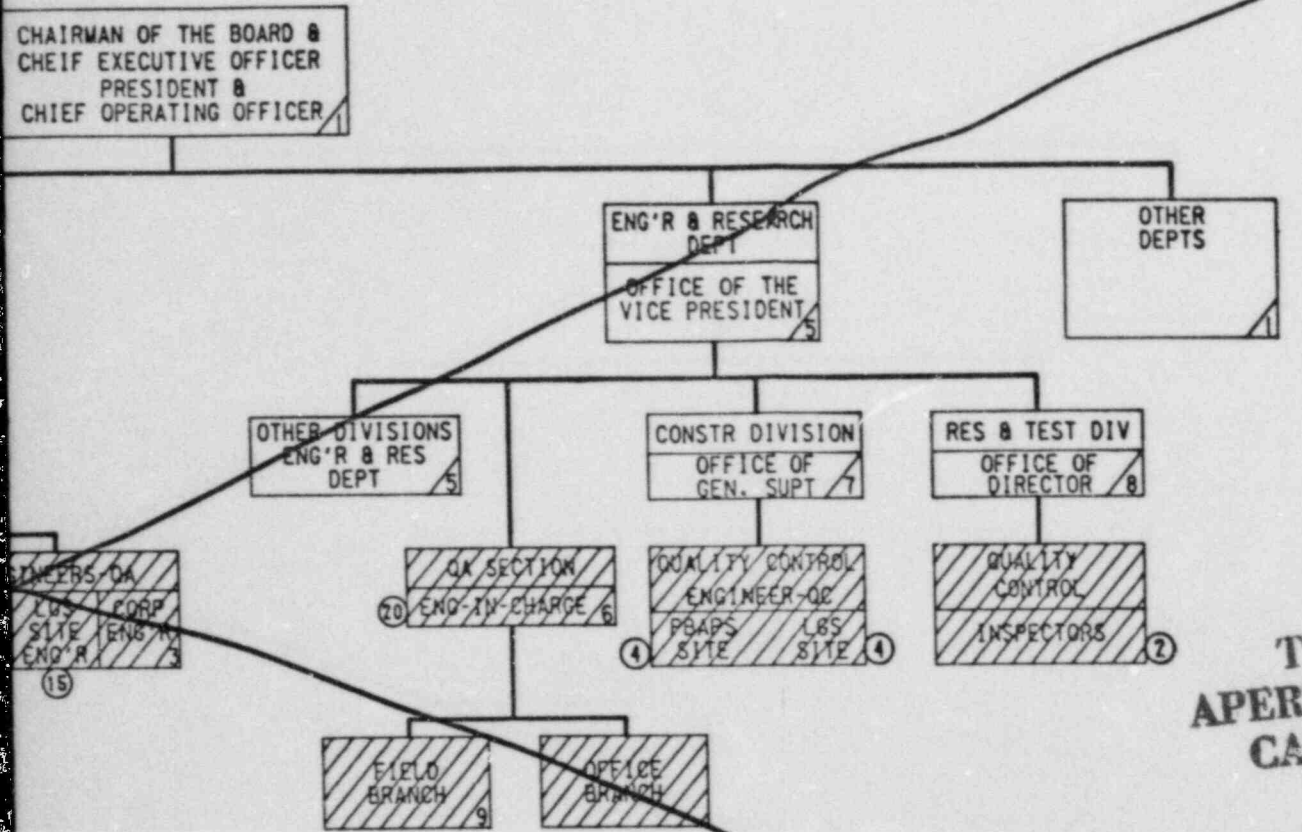 CHAIRMAN OF THE BOARD &
CHEIF EXECUTIVE OFFICER
PRESIDENT &
CHIEF OPERATING OFFICER
1
ENG'R & RESEARCH
DEPT
OFFICE OF THE
VICE PRESIDENT
5
OTHER
DEPTS
1
OTHER DIVISIONS
ENG'R & RES
DEPT
5
CONSTR DIVISION
OFFICE OF
GEN. SUPT
7
RES & TEST DIV
OFFICE OF
DIRECTOR
8
GINEERS-QA
LGS
SITE
ENG'R
CORP
ENG'R
3
15
QA SECTION
20 ENG-IN-CHARGE 6
QUALITY CONTROL
ENGINEER-QC
PBAPS
SITE
4
LGS
SITE
4
QUALITY
CONTROL
INSPECTORS
2
FIELD
BRANCH
9
OFFICE
BRANCH
T
APER
CA